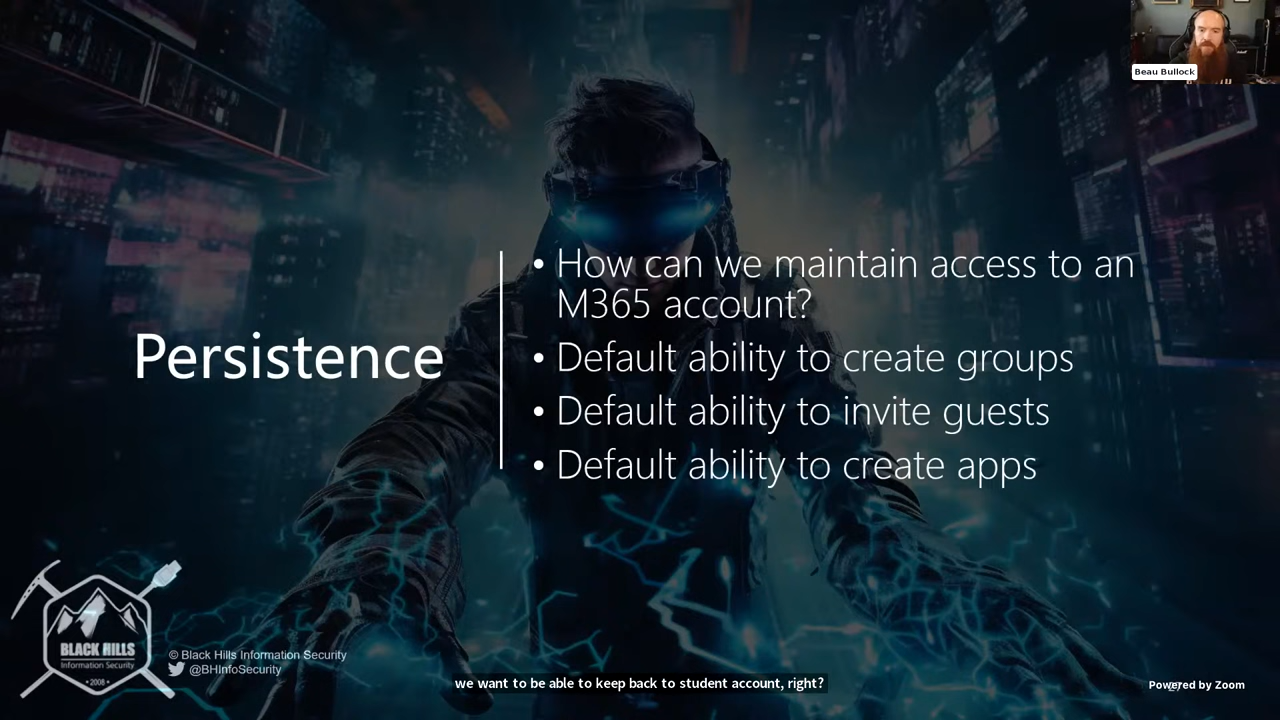 Beau Bullock
Persistence
• How can we maintain access to an
M365 account?
• Default ability to create groups
• Default ability to invite guests
• Default ability to create apps
BLACK HILLS
Information Security
• 2008 •
© Black Hills Information Security
@BHInfoSecurity
we want to be able to keep back to student account, right?
Powered by Zoom